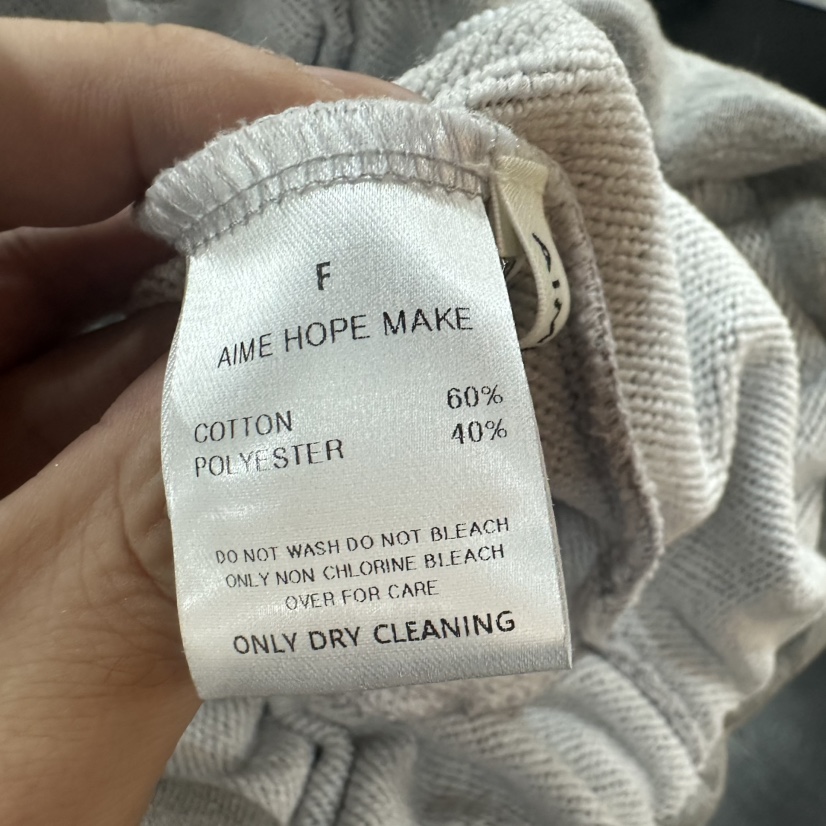 F
AIME HOPE MAKE
COTTON 60%
POLYESTER 40%
DO NOT WASH DO NOT BLEACH
ONLY NON CHLORINE BLEACH
OVER FOR CARE
ONLY DRY CLEANING